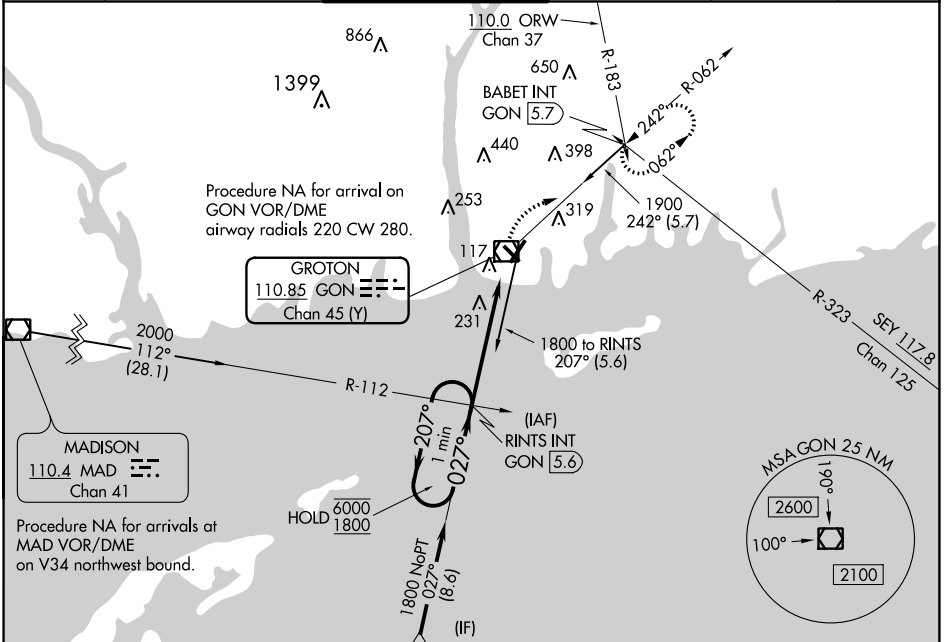 110.0 ORW
Chan 37
R-183
866
1399
650
BABET INT
GON 5.7
R-062
242°
062°
440
398
Procedure NA for arrival on
GON VOR/DME
airway radials 220 CW 280.
253
319
1900
242° (5.7)
117
GROTON
110.85 GON
Chan 45 (Y)
231
R-323
SEY 117.8
Chan 125
2000
112°
(28.1)
1800 to RINTS
207° (5.6)
R-112
(IAF)
RINTS INT
GON 5.6
207°
1 min
027°
MADISON
110.4 MAD
Chan 41
HOLD 6000
1800
Procedure NA for arrivals at
MAD VOR/DME
on V34 northwest bound.
1800 NoPT
027°
(8.6)
(IF)
MSA GON 25 NM
190°
2600
100°
2100